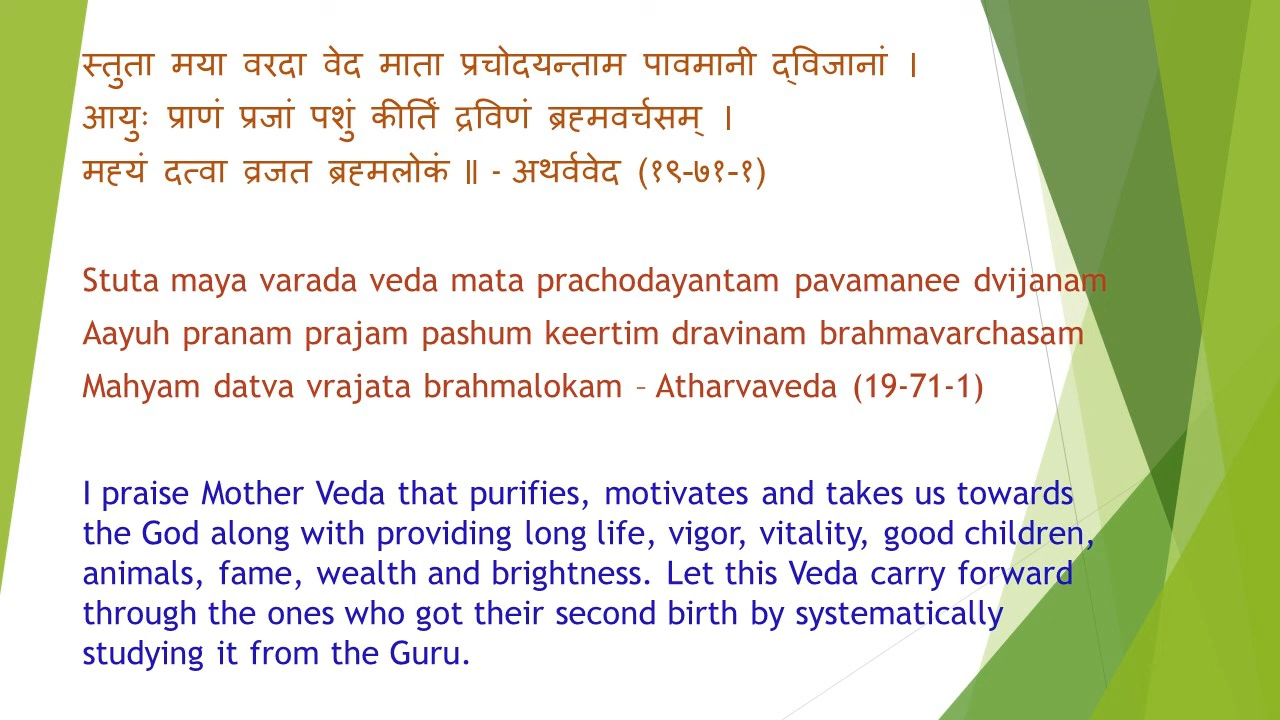 स्तुता मया वरदा वेद माता प्रचोदयन्ताम पावमानी द्विजानां ।
आयुः प्राणं प्रजां पशुं कीर्तिं द्रविणं ब्रह्मवर्चसम् ।
मह्यं दत्वा व्रजत ब्रह्मलोकं ॥ - अथर्ववेद (१९-७१-१)
Stuta maya varada veda mata prachodayantam pavamanee dvijanam
Aayuh pranam prajam pashum keertim dravinam brahmavarchasam
Mahyam datva vrajata brahmalokam – Atharvaveda (19-71-1)
I praise Mother Veda that purifies, motivates and takes us towards
the God along with providing long life, vigor, vitality, good children,
animals, fame, wealth and brightness. Let this Veda carry forward
through the ones who got their second birth by systematically
studying it from the Guru.